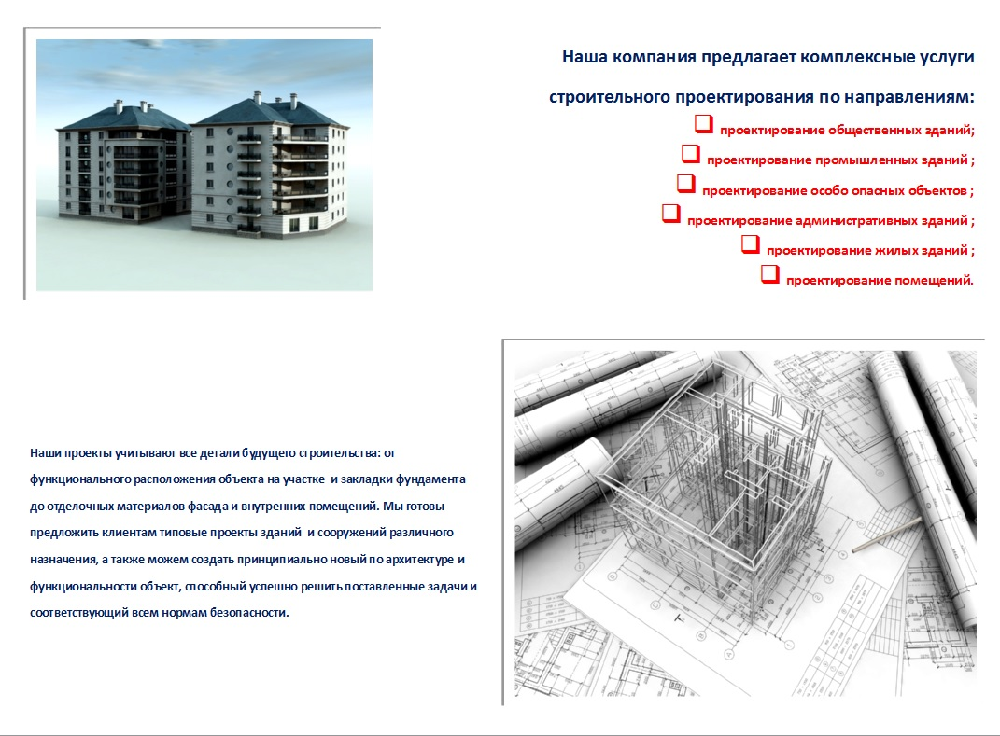 Наша компания предлагает комплексные услуги
строительного проектирования по направлениям:
проектирование общественных зданий;
проектирование промышленных зданий ;
проектирование особо опасных объектов ;
проектирование административных зданий ;
проектирование жилых зданий ;
проектирование помещений.
Наши проекты учитывают все детали будущего строительства: от
функционального расположения объекта на участке и закладки фундамента
до отделочных материалов фасада и внутренних помещений. Мы готовы
предложить клиентам типовые проекты зданий и сооружений различного
назначения, а также можем создать принципиально новый по архитектуре и
функциональности объект, способный успешно решить поставленные задачи и
соответствующий всем нормам безопасности.